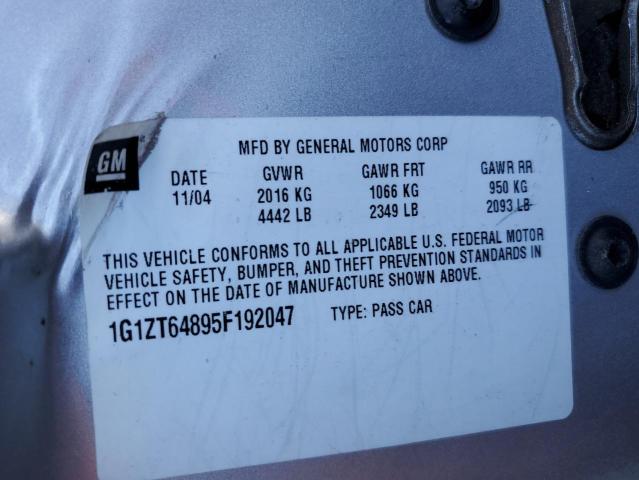 MFD BY GENERAL MOTORS CORP
GM
DATE GVWR GAWR FRT GAWR RR
11/04 2016 KG 1066 KG 950 KG
4442 LB 2349 LB 2093 LB
THIS VEHICLE CONFORMS TO ALL APPLICABLE U.S. FEDERAL MOTOR
VEHICLE SAFETY, BUMPER, AND THEFT PREVENTION STANDARDS IN
EFFECT ON THE DATE OF MANUFACTURE SHOWN ABOVE.
1G1ZT64895F192047 TYPE: PASS CAR